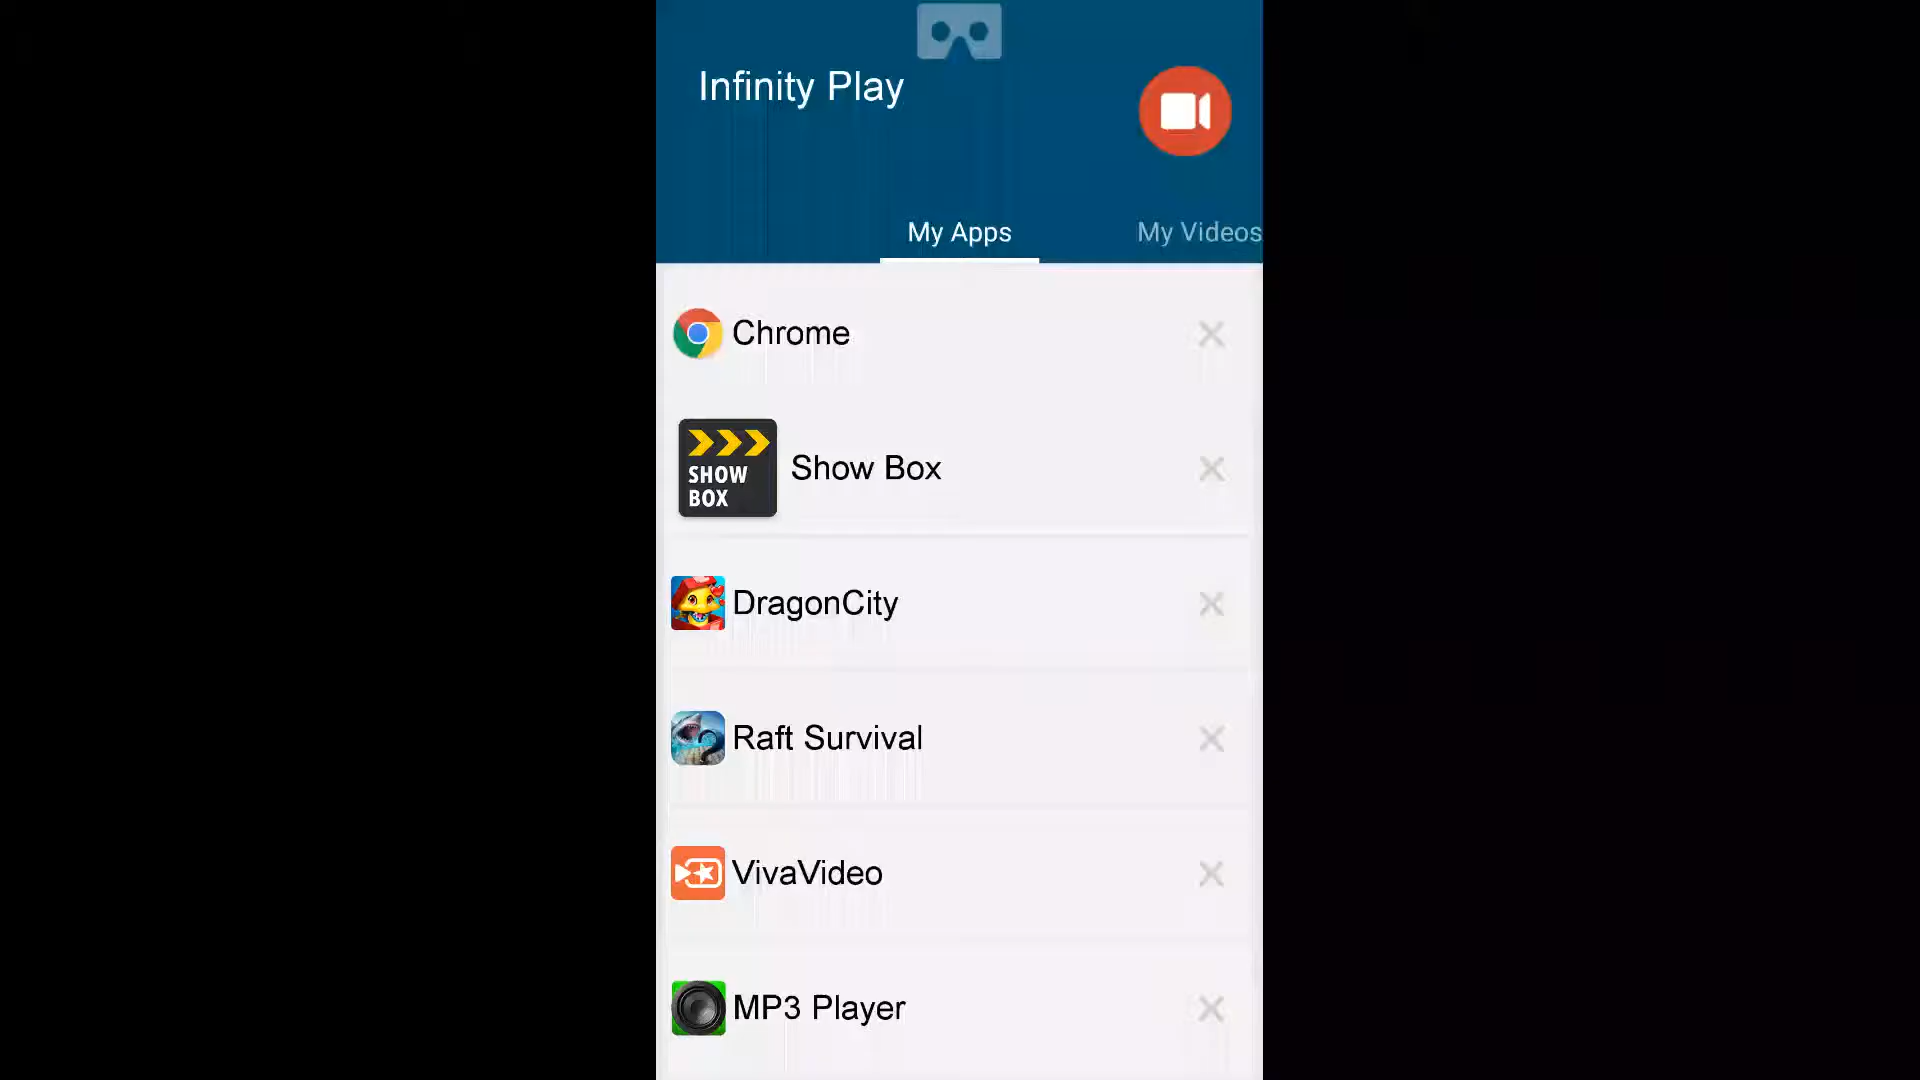 Infinity Play
My Apps
My Videos
Chrome
SHOW
BOX
Show Box
DragonCity
Raft Survival
VivaVideo
MP3 Player